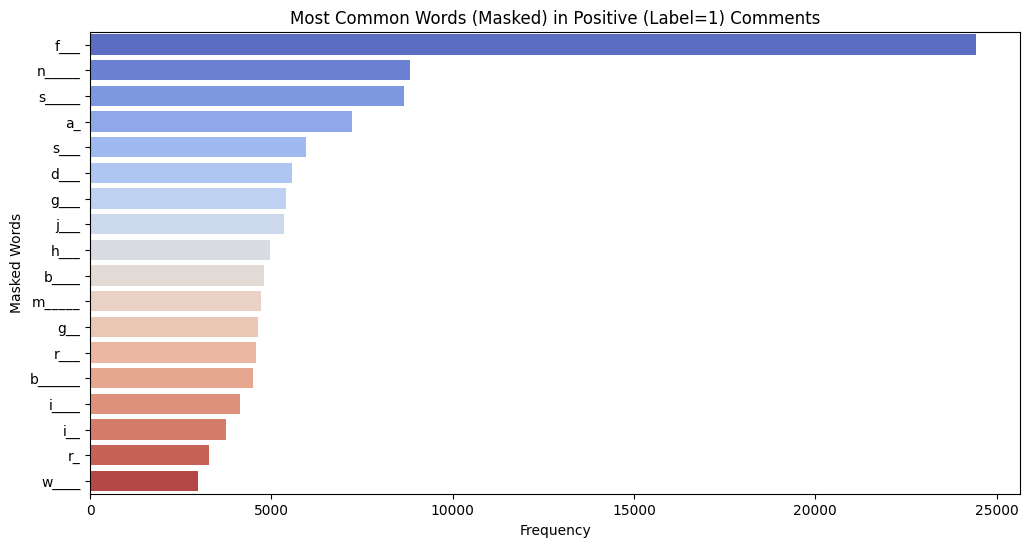 Most Common Words (Masked) in Positive (Label=1) Comments
f___
n_____
s_____
a_
s___
d___
g___
j___
h___
b____
m_____
g__
r___
b______
i____
i__
r_
w____
Masked Words
0 5000 10000 15000 20000 25000
Frequency